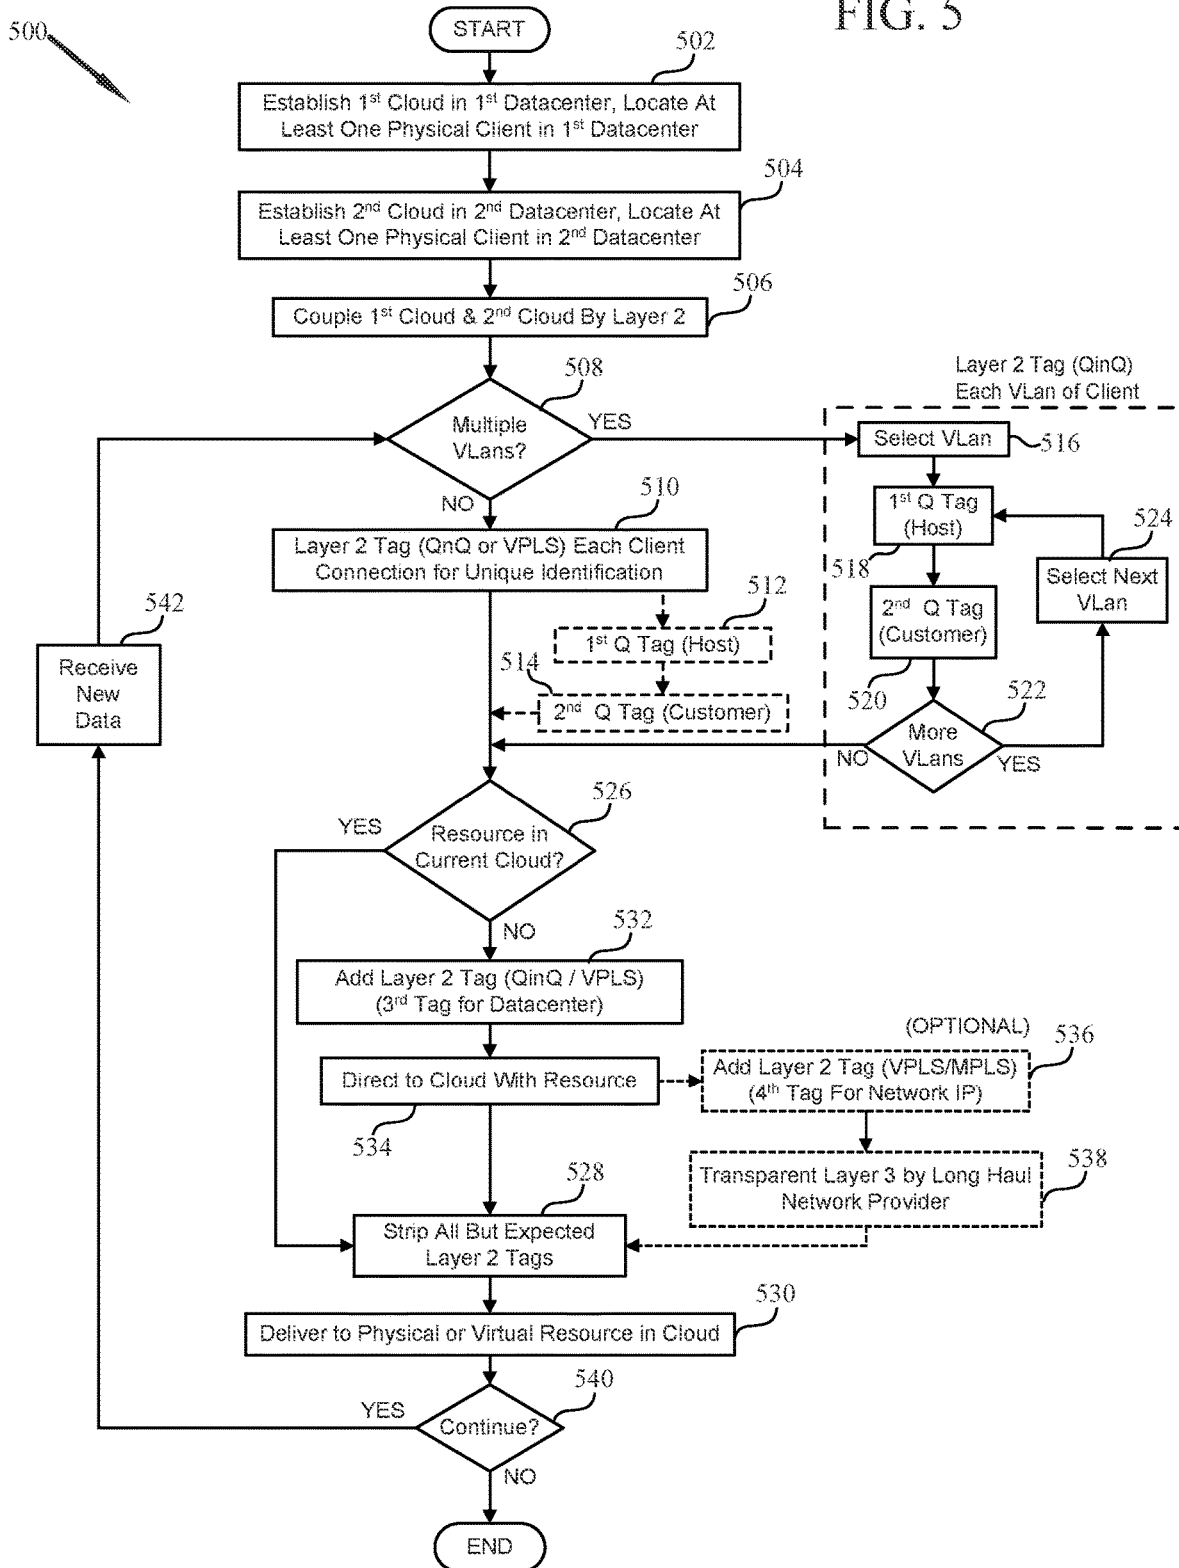 FIG. 5
500
START
502
Establish 1st Cloud in 1st Datacenter, Locate At
Least One Physical Client in 1st Datacenter
504
Establish 2nd Cloud in 2nd Datacenter, Locate At
Least One Physical Client in 2nd Datacenter
506
Couple 1st Cloud & 2nd Cloud By Layer 2
508
Multiple
VLans?
YES
NO
Layer 2 Tag (QinQ)
Each VLan of Client
Select VLan
516
1st Q Tag
(Host)
518
2nd Q Tag
(Customer)
520
522
More
VLans
NO
YES
524
Select Next
VLan
510
Layer 2 Tag (QnQ or VPLS) Each Client
Connection for Unique Identification
512
1st Q Tag (Host)
514
2nd Q Tag (Customer)
542
Receive
New
Data
526
Resource in
Current Cloud?
YES
NO
532
Add Layer 2 Tag (QinQ / VPLS)
(3rd Tag for Datacenter)
Direct to Cloud With Resource
534
(OPTIONAL)
536
Add Layer 2 Tag (VPLS/MPLS)
(4th Tag For Network IP)
Transparent Layer 3 by Long Haul
Network Provider
538
528
Strip All But Expected
Layer 2 Tags
530
Deliver to Physical or Virtual Resource in Cloud
540
Continue?
YES
NO
END